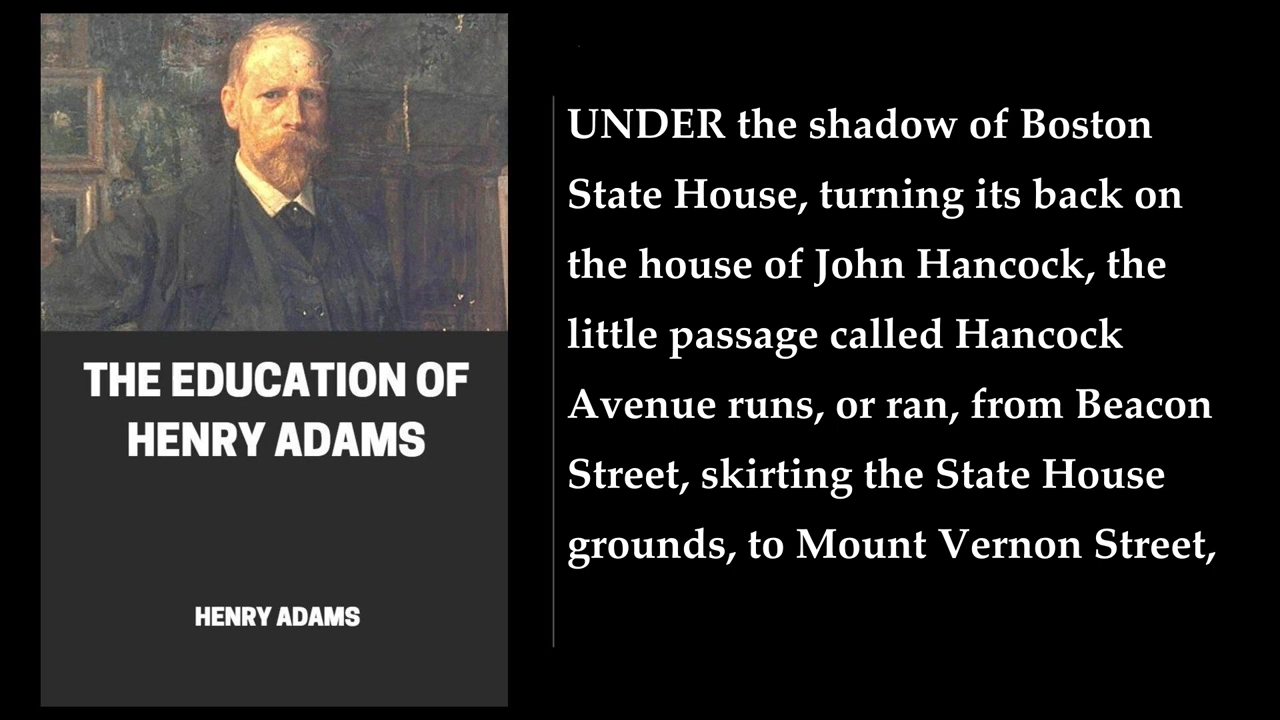 THE EDUCATION OF
HENRY ADAMS
HENRY ADAMS
UNDER the shadow of Boston
State House, turning its back on
the house of John Hancock, the
little passage called Hancock
Avenue runs, or ran, from Beacon
Street, skirting the State House
grounds, to Mount Vernon Street,